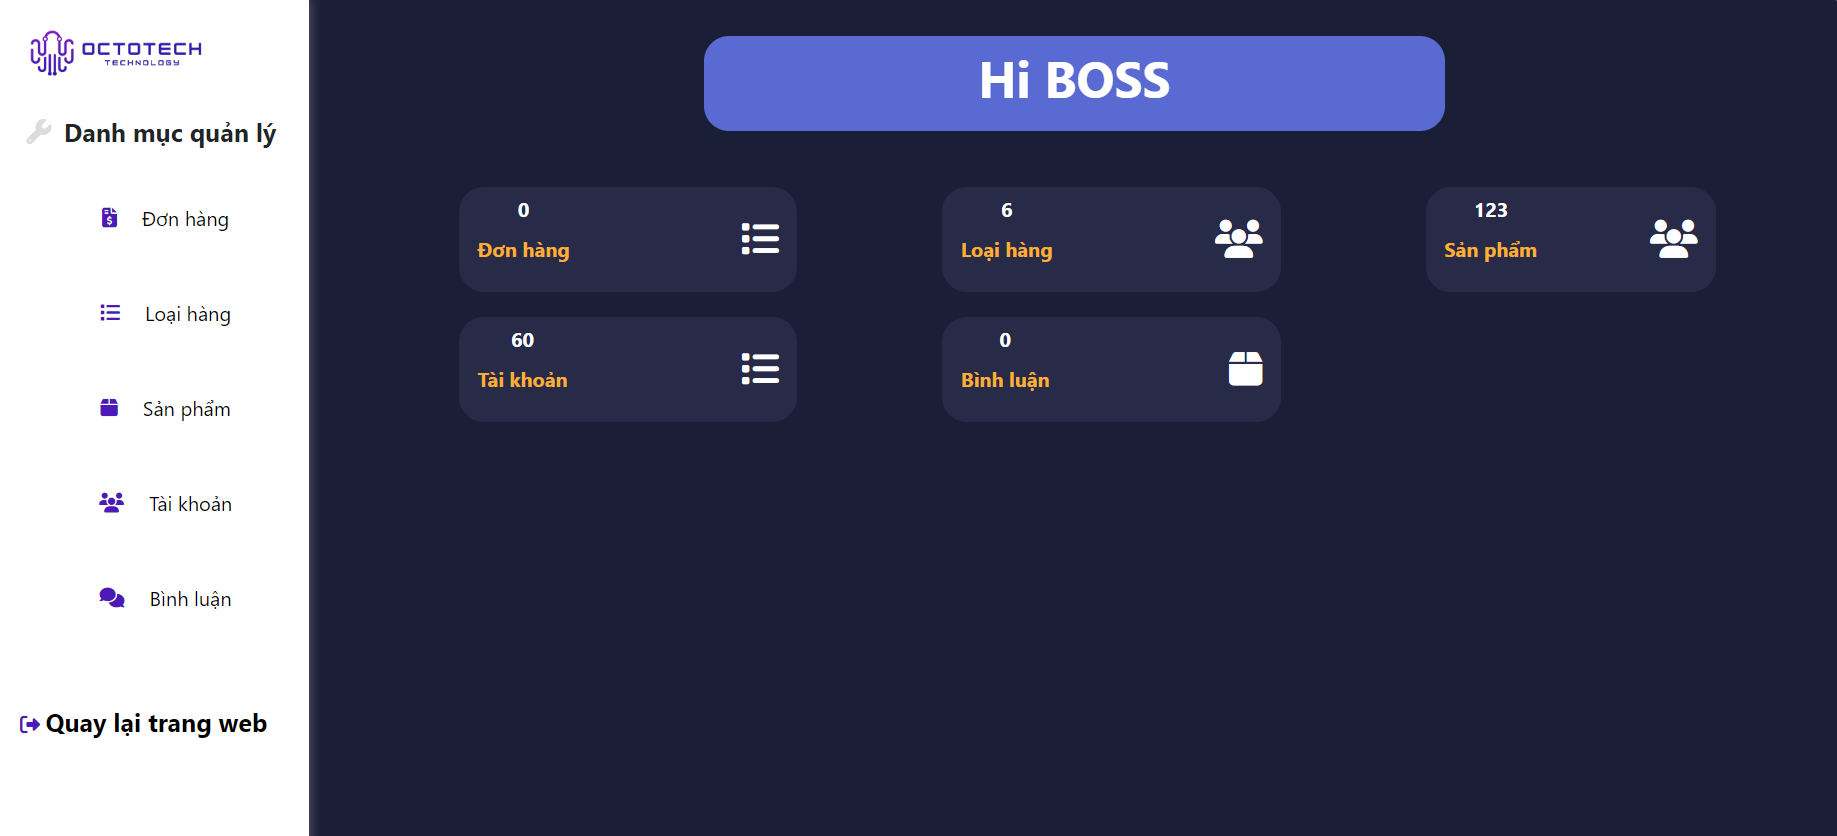 OCTOTECH
TECHNOLOGY
Danh mục quản lý
Đơn hàng
Loại hàng
Sản phẩm
Tài khoản
Bình luận
Quay lại trang web
Hi BOSS
0
Đơn hàng
6
Loại hàng
123
Sản phẩm
60
Tài khoản
0
Bình luận